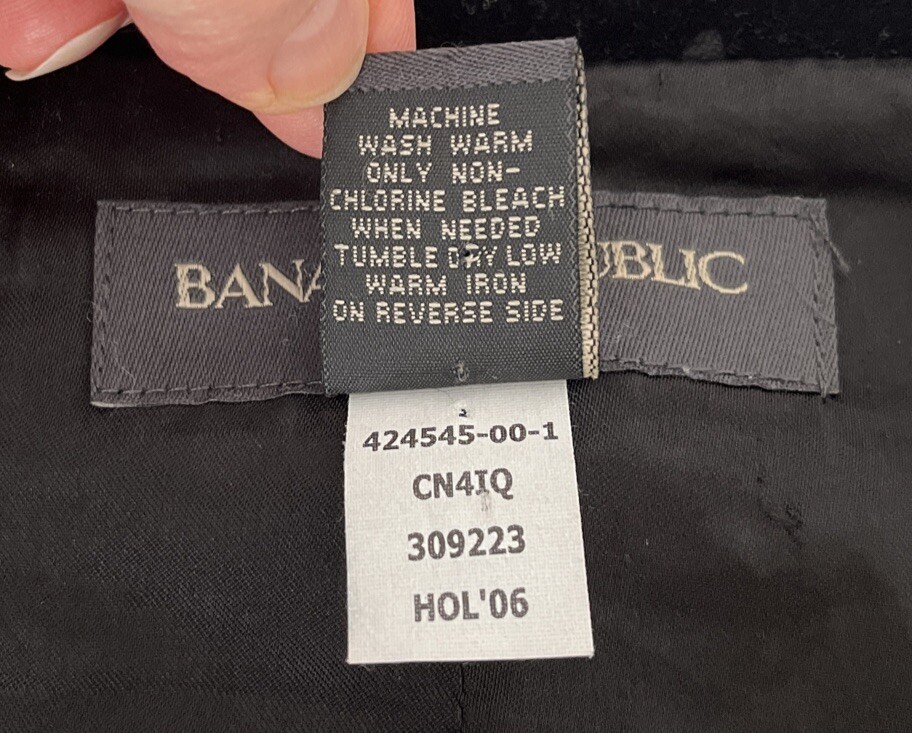 MACHINE
WASH WARM
ONLY NON-
CHLORINE BLEACH
WHEN NEEDED
TUMBLE DRY LOW
WARM IRON
ON REVERSE SIDE
BANA UBLIC
424545-00-1
CN4IQ
309223
HOL'06